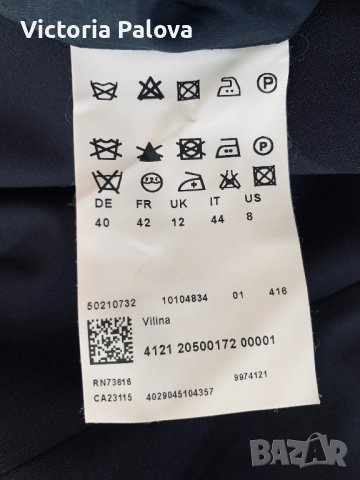 Victoria Palova
P
P
DE FR UK IT US
40 42 12 44 8
50210732 10104834 01 416
Vilina
4121 20500172 00001
RN73616 9974121
CA23115 4029045104357
BAZAR